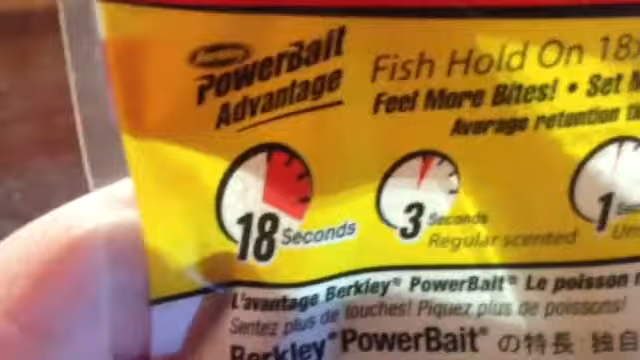 Berkley
PowerBait
Advantage
Fish Hold On 18x
Feel More Bites! • Set
Average retention
18 Seconds
3 Seconds
Regular scented
1
L'avantage Berkley® PowerBait® Le poisson
Sentez plus de touches! Piquez plus de poissons!
Berkley® PowerBait® の特長 独自